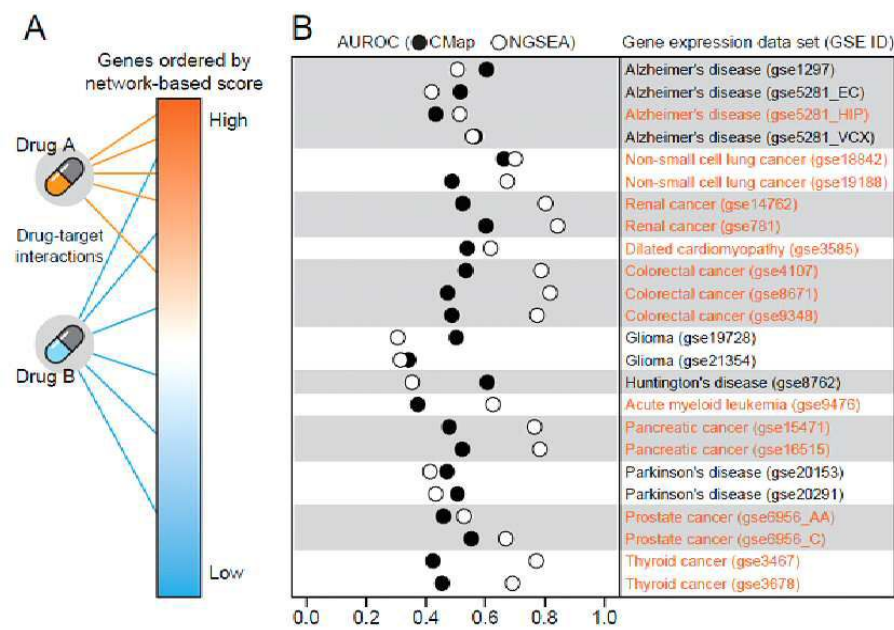 A
Genes ordered by
network-based score
High
Drug A
Drug-target
interactions
Drug B
Low
B
AUROC (●CMap ○NGSEA)
Gene expression data set (GSE ID)
Alzheimer's disease (gse1297)
Alzheimer's disease (gse5281_EC)
Alzheimer's disease (gse5281_HIP)
Alzheimer's disease (gse5281_VCX)
Non-small cell lung cancer (gse18842)
Non-small cell lung cancer (gse19188)
Renal cancer (gse14762)
Renal cancer (gse781)
Dilated cardiomyopathy (gse3585)
Colorectal cancer (gse4107)
Colorectal cancer (gse8671)
Colorectal cancer (gse9348)
Glioma (gse19728)
Glioma (gse21354)
Huntington's disease (gse8762)
Acute myeloid leukemia (gse9476)
Pancreatic cancer (gse15471)
Pancreatic cancer (gse16515)
Parkinson's disease (gse20153)
Parkinson's disease (gse20291)
Prostate cancer (gse6956_AA)
Prostate cancer (gse6956_C)
Thyroid cancer (gse3467)
Thyroid cancer (gse3678)
0.0 0.2 0.4 0.6 0.8 1.0